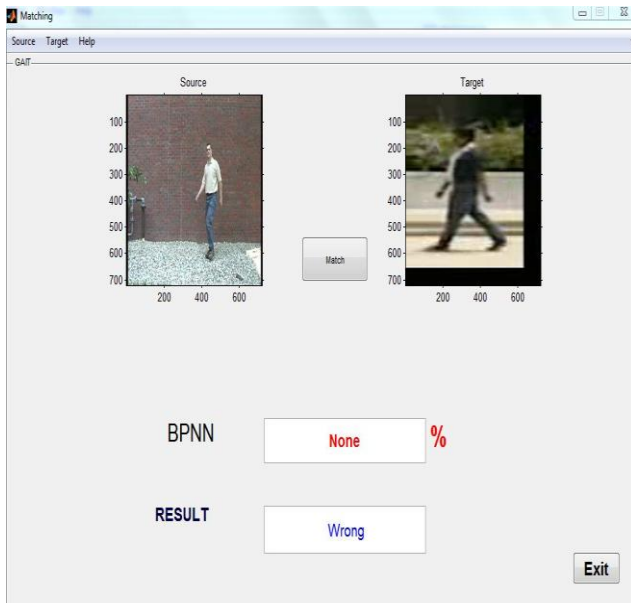 Matching
Source Target Help
GAIT
Source
Target
100
200
300
400
500
600
700
200 400 600
100
200
300
400
500
600
700
200 400 600
Match
BPNN
None
%
RESULT
Wrong
Exit